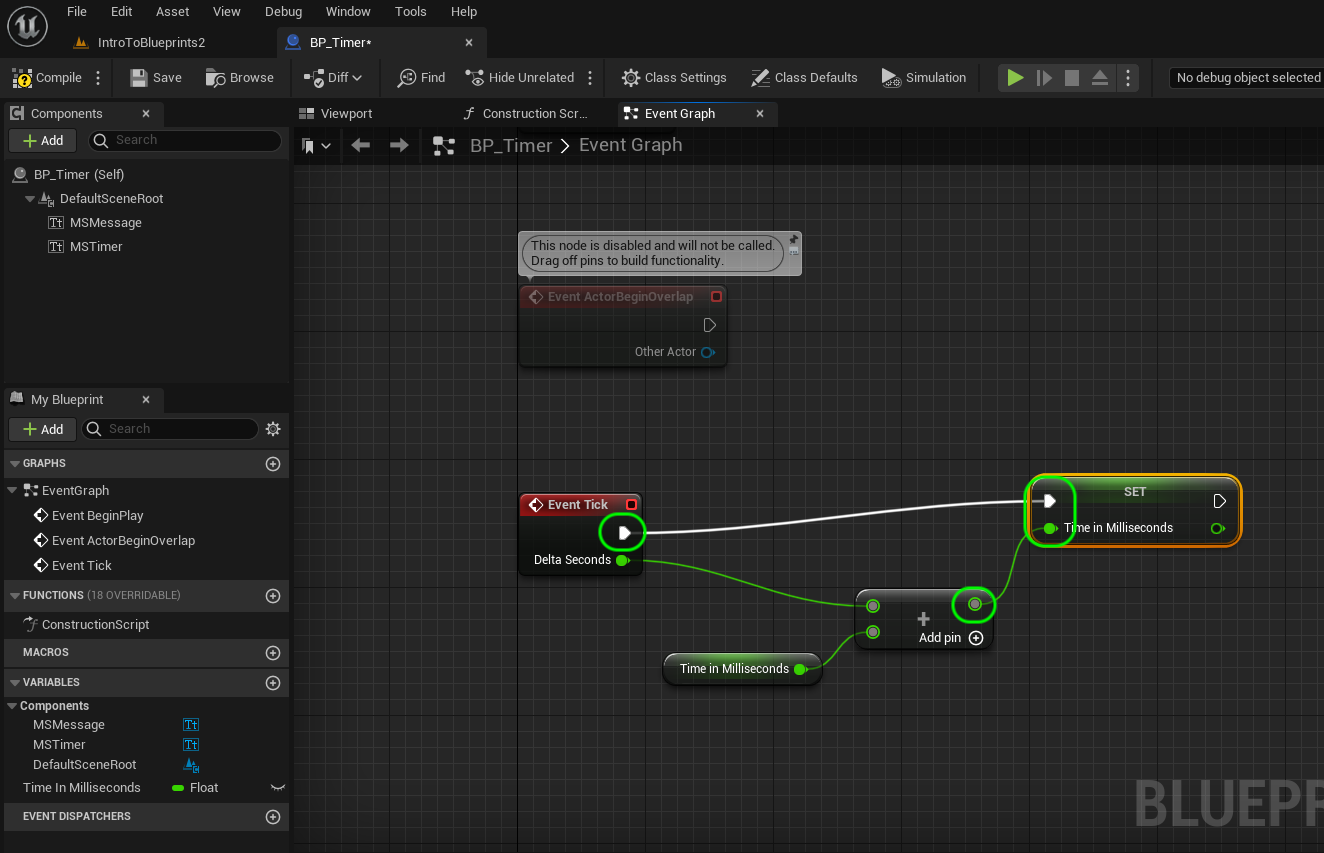 File Edit Asset View Debug Window Tools Help
IntroToBlueprints2 BP_Timer*
Compile Save Browse Diff Find Hide Unrelated Class Settings Class Defaults Simulation No debug object selected
Components Viewport Construction Scr... Event Graph
Add Search BP_Timer > Event Graph
BP_Timer (Self)
DefaultSceneRoot
Tt MSMessage
Tt MSTimer
This node is disabled and will not be called.
Drag off pins to build functionality.
Event ActorBeginOverlap
Other Actor
My Blueprint
Add Search
GRAPHS
EventGraph
Event BeginPlay
Event ActorBeginOverlap
Event Tick
FUNCTIONS (18 OVERRIDABLE)
ConstructionScript
MACROS
VARIABLES
Components
MSMessage Tt
MSTimer Tt
DefaultSceneRoot
Time In Milliseconds Float
EVENT DISPATCHERS
Event Tick
Delta Seconds
SET
Time in Milliseconds
+
Add pin
Time in Milliseconds
BLUEPR